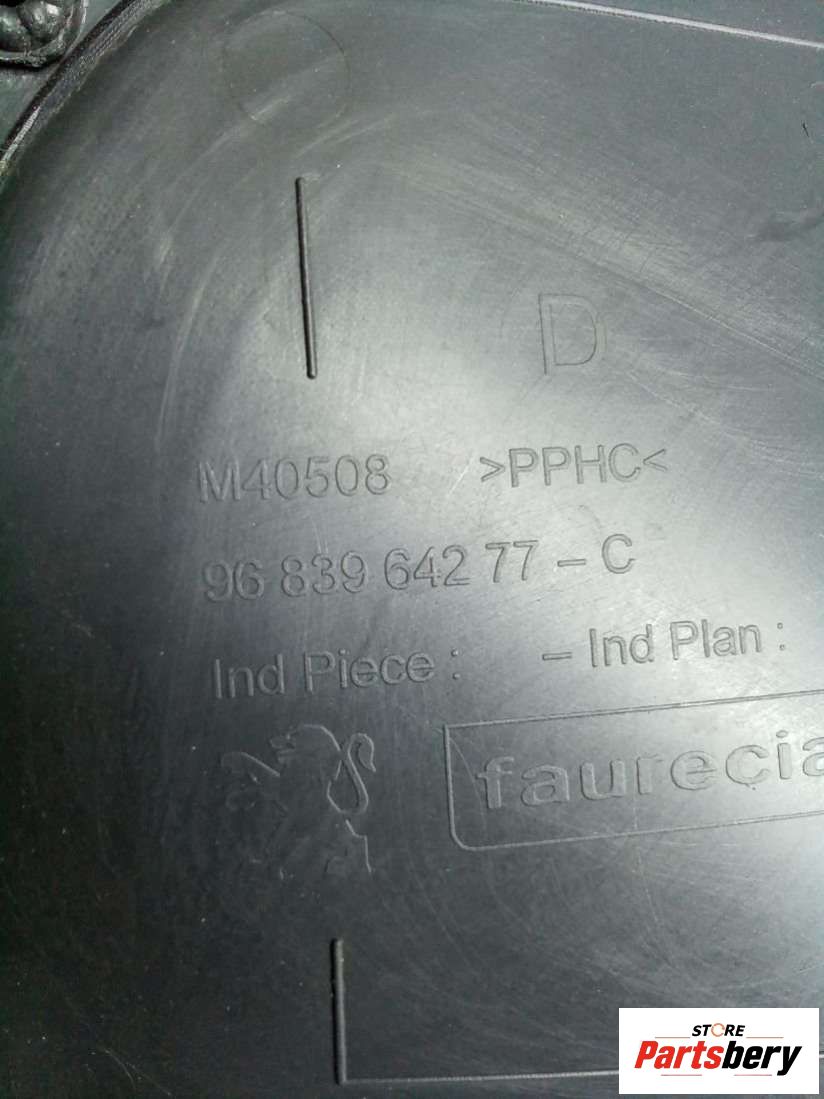 D
M40508 >PPHC<
96 839 642 77 - C
Ind Piece : - Ind Plan :
faurecia
STORE
Partsbery